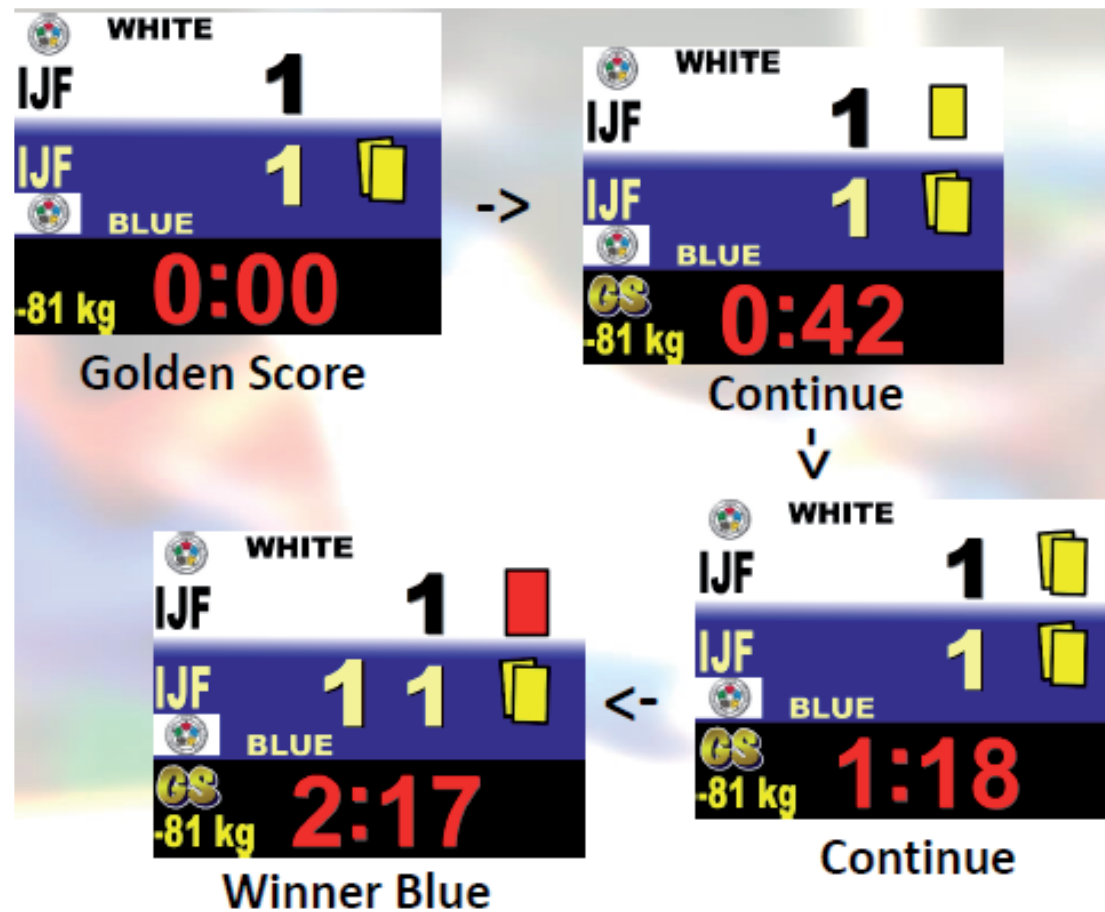 WHITE
IJF 1
IJF 1
BLUE
-81 kg 0:00
Golden Score
->
WHITE
IJF 1
IJF 1
BLUE
GS
-81 kg 0:42
Continue
->
WHITE
IJF 1
IJF 1
BLUE
GS
-81 kg 1:18
Continue
<-
WHITE
IJF 1
IJF 1 1
BLUE
GS
-81 kg 2:17
Winner Blue